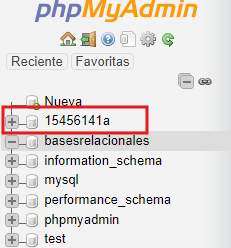 phpMyAdmin
Reciente Favoritas
Nueva
15456141a
basesrelacionales
information_schema
mysql
performance_schema
phpmyadmin
test